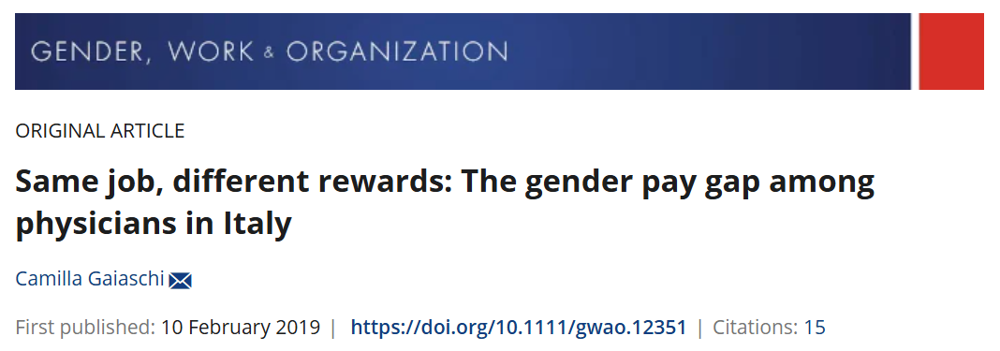 GENDER, WORK & ORGANIZATION
ORIGINAL ARTICLE
Same job, different rewards: The gender pay gap among
physicians in Italy
Camilla Gaiaschi
First published: 10 February 2019 | https://doi.org/10.1111/gwao.12351 | Citations: 15